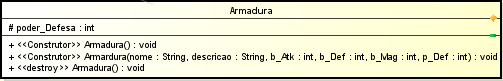 Armadura
# poder_Defesa : int
+ <<Construtor>> Armadura() : void
+ <<Construtor>> Amardura(nome : String, descricao : String, b_Atk : int, b_Def : int, b_Mag : int, p_Def : int) : void
+ <<destroy>> Armadura() : void